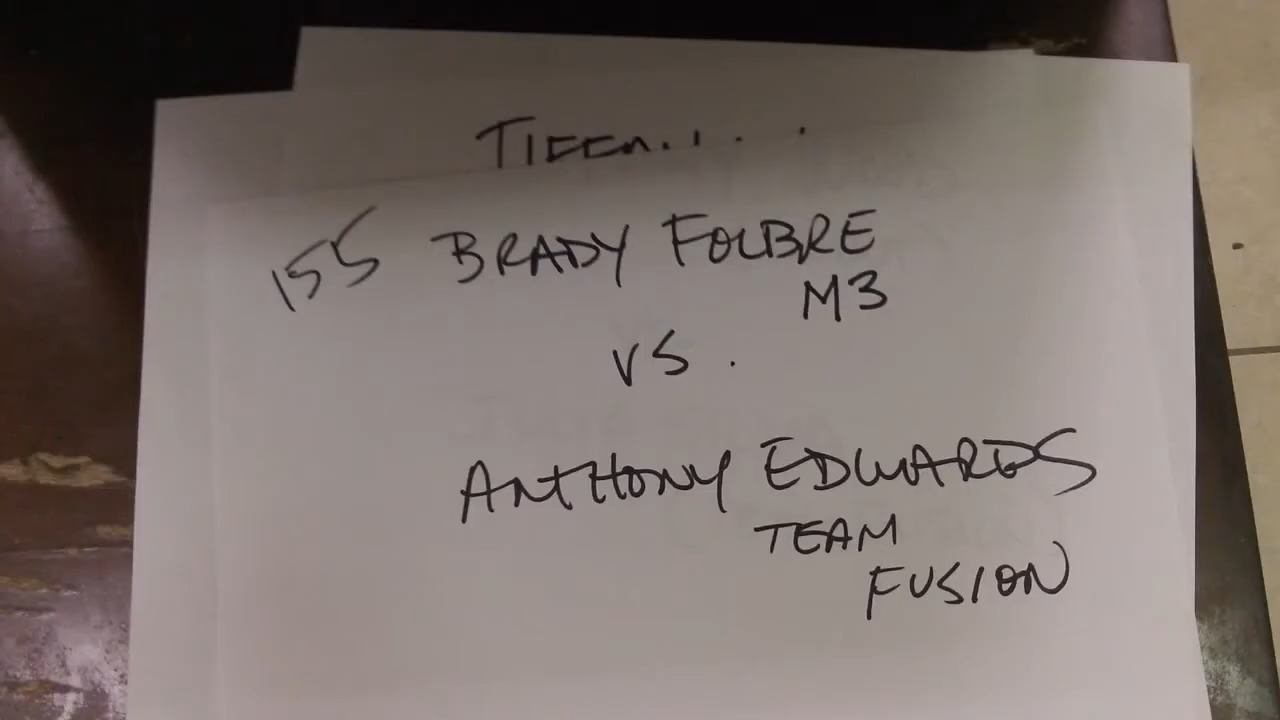 155 BRADY FOLBRE
M3
VS.
ANTHONY EDWARDS
TEAM
FUSION